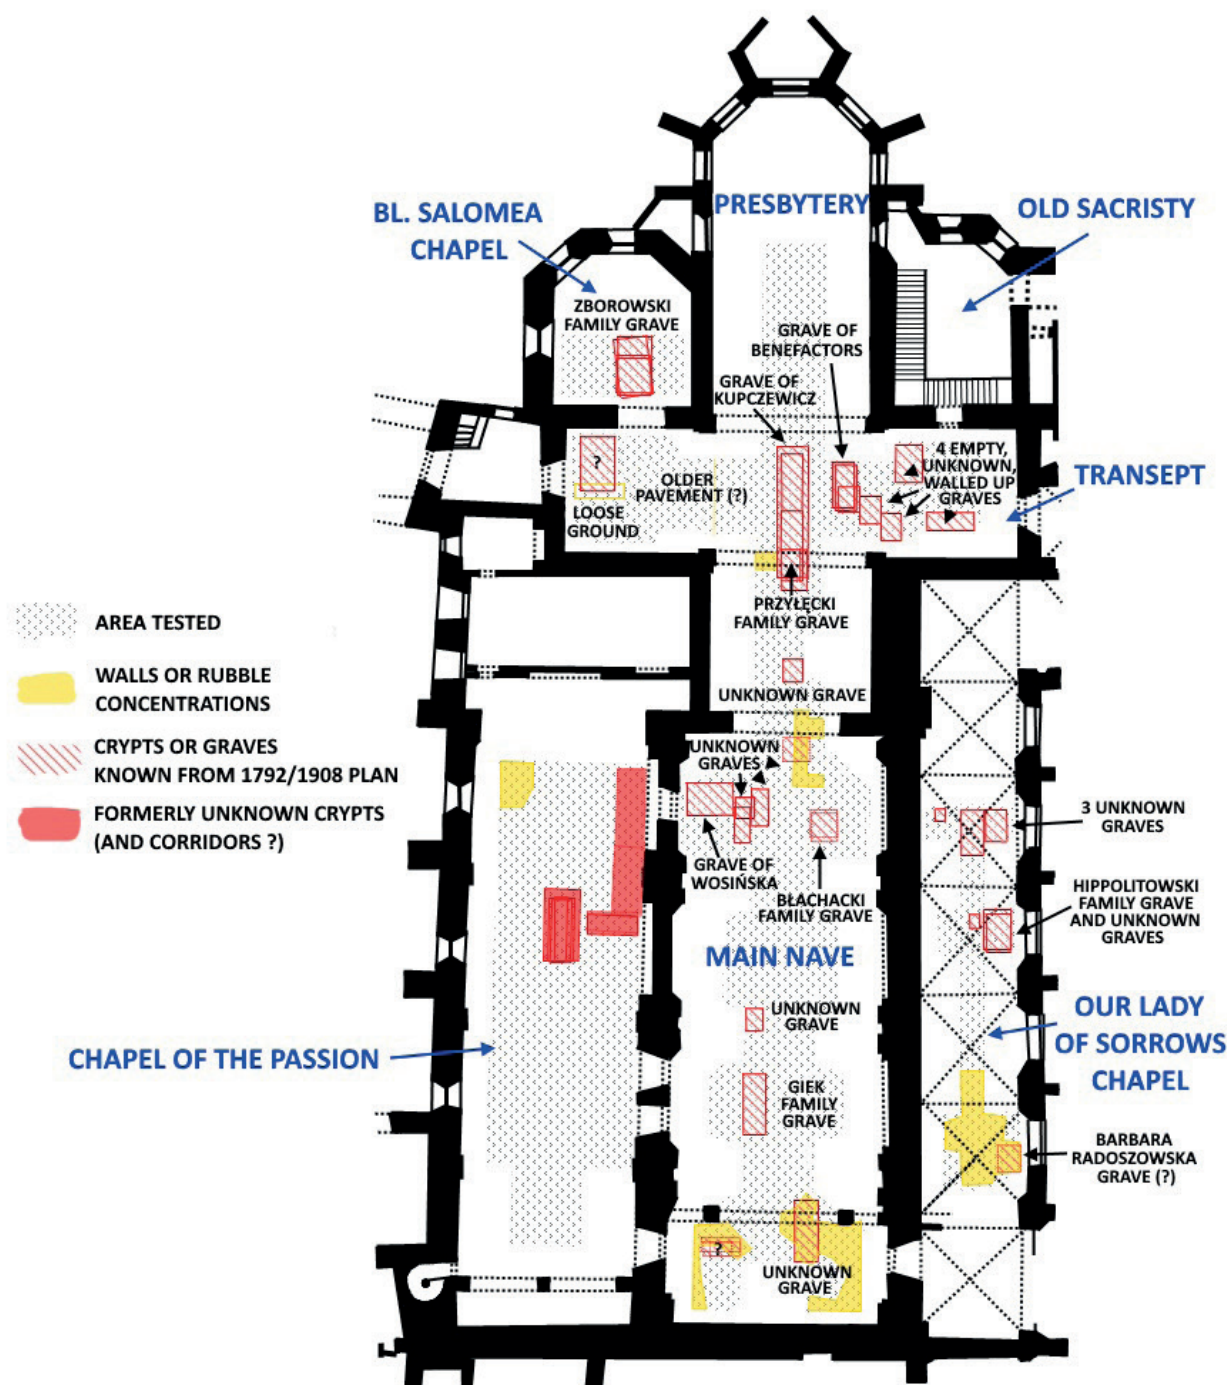 PRESBYTERY
BL. SALOMEA
CHAPEL
OLD SACRISTY
ZBOROWSKI
FAMILY GRAVE
GRAVE OF
BENEFACTORS
GRAVE OF
KUPCZEWICZ
?
OLDER
PAVEMENT (?)
LOOSE
GROUND
4 EMPTY,
UNKNOWN,
WALLED UP
GRAVES
TRANSEPT
PRZYŁĘCKI
FAMILY GRAVE
UNKNOWN GRAVE
AREA TESTED
WALLS OR RUBBLE
CONCENTRATIONS
CRYPTS OR GRAVES
KNOWN FROM 1792/1908 PLAN
FORMERLY UNKNOWN CRYPTS
(AND CORRIDORS ?)
UNKNOWN
GRAVES
GRAVE OF
WOSIŃSKA
BŁACHACKI
FAMILY GRAVE
3 UNKNOWN
GRAVES
HIPPOLITOWSKI
FAMILY GRAVE
AND UNKNOWN
GRAVES
MAIN NAVE
UNKNOWN
GRAVE
CHAPEL OF THE PASSION
OUR LADY
OF SORROWS
CHAPEL
GIEK
FAMILY
GRAVE
BARBARA
RADOSZOWSKA
GRAVE (?)
?
UNKNOWN
GRAVE